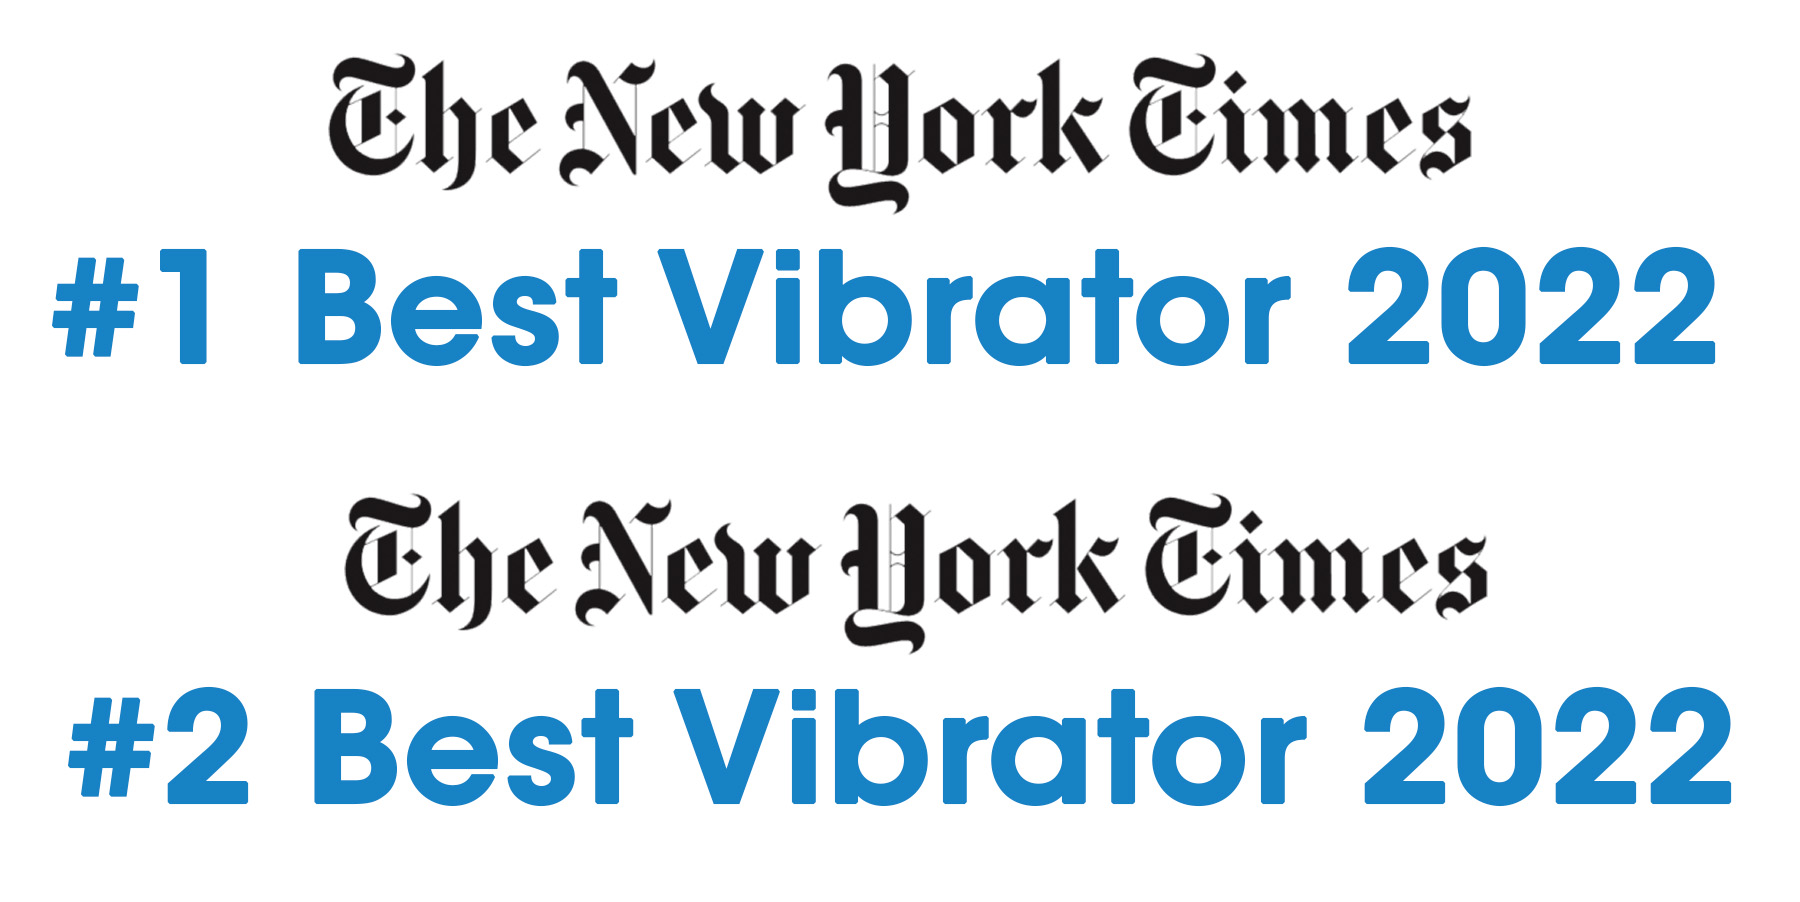 The New York Times
#1 Best Vibrator 2022
The New York Times
#2 Best Vibrator 2022